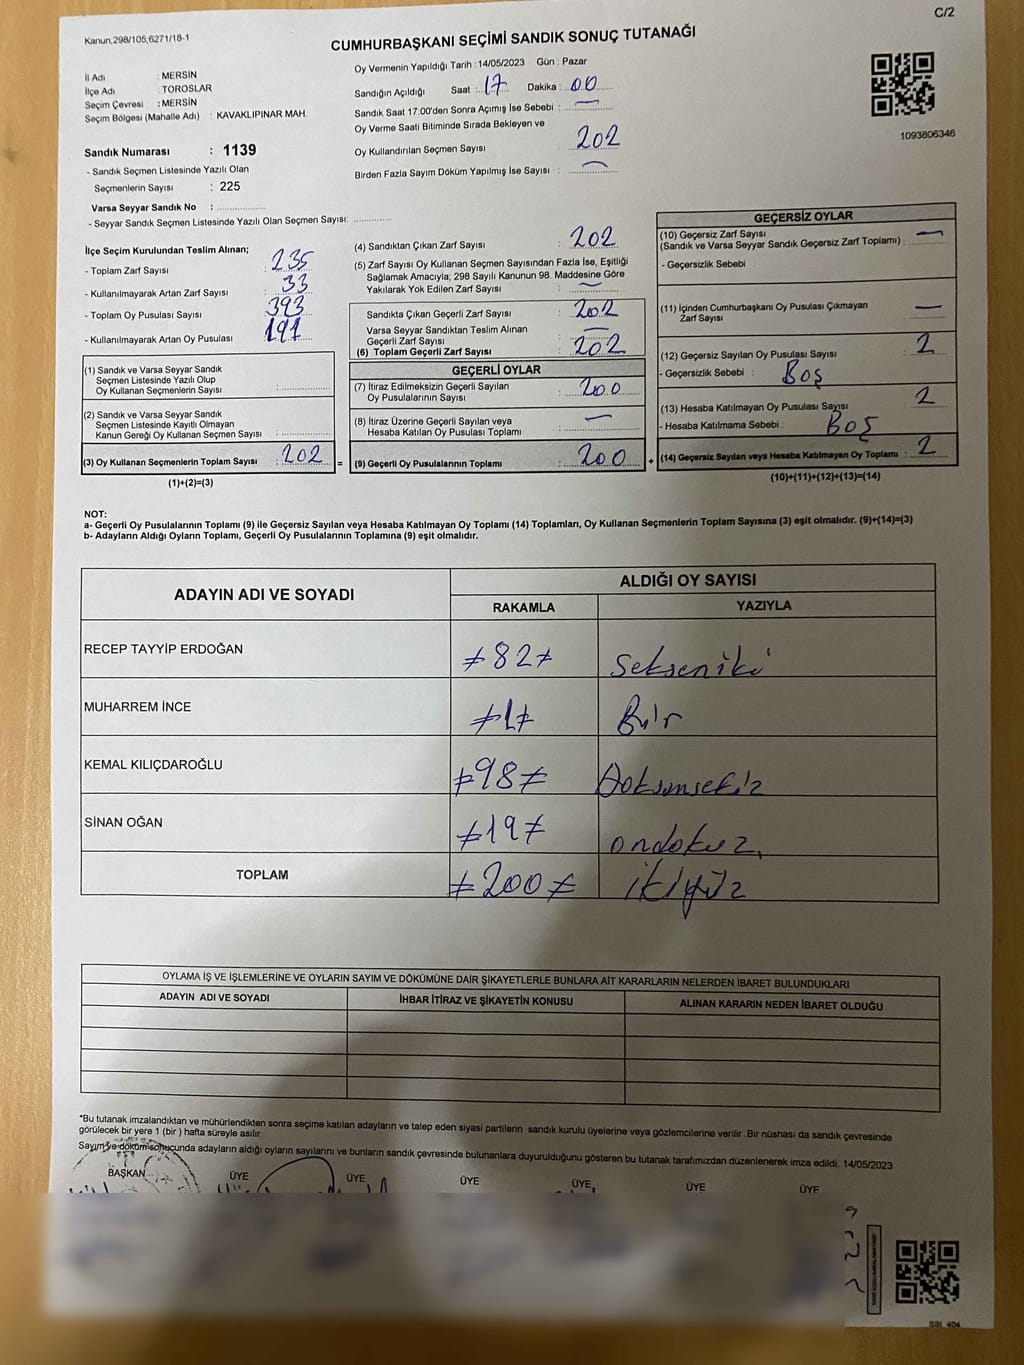 C/2
Kanun,298/105,6271/18-1
CUMHURBAŞKANI SEÇİMİ SANDIK SONUÇ TUTANAĞI
İl Adı : MERSİN
İlçe Adı : TOROSLAR
Seçim Çevresi : MERSİN
Seçim Bölgesi (Mahalle Adı) : KAVAKLIPINAR MAH.
Sandık Numarası : 1139
- Sandık Seçmen Listesinde Yazılı Olan
Seçmenlerin Sayısı : 225
Varsa Seyyar Sandık No :
- Seyyar Sandık Seçmen Listesinde Yazılı Olan Seçmen Sayısı:
Oy Vermenin Yapıldığı Tarih : 14/05/2023 Gün : Pazar
Sandığın Açıldığı Saat : 17 Dakika : 00
Sandık Saat 17:00'den Sonra Açımış İse Sebebi : —
Oy Verme Saati Bitiminde Sırada Bekleyen ve
Oy Kullandırılan Seçmen Sayısı : 202
Birden Fazla Sayım Döküm Yapılmış İse Sayısı : —
1093806346
İlçe Seçim Kurulundan Teslim Alınan;
- Toplam Zarf Sayısı : 235
- Kullanılmayarak Artan Zarf Sayısı : 33
- Toplam Oy Pusulası Sayısı : 393
- Kullanılmayarak Artan Oy Pusulası : 191
(1) Sandık ve Varsa Seyyar Sandık
Seçmen Listesinde Yazılı Olup
Oy Kullanan Seçmenlerin Sayısı :
(2) Sandık ve Varsa Seyyar Sandık
Seçmen Listesinde Kayıtlı Olmayan
Kanun Gereği Oy Kullanan Seçmen Sayısı :
(3) Oy Kullanan Seçmenlerin Toplam Sayısı : 202 =
(1)+(2)=(3)
(4) Sandıktan Çıkan Zarf Sayısı : 202
(5) Zarf Sayısı Oy Kullanan Seçmen Sayısından Fazla İse, Eşitliği
Sağlamak Amacıyla; 298 Sayılı Kanunun 98. Maddesine Göre
Yakılarak Yok Edilen Zarf Sayısı : —
Sandıkta Çıkan Geçerli Zarf Sayısı : 202
Varsa Seyyar Sandıktan Teslim Alınan
Geçerli Zarf Sayısı : —
(6) Toplam Geçerli Zarf Sayısı : 202
GEÇERLİ OYLAR
(7) İtiraz Edilmeksizin Geçerli Sayılan
Oy Pusulalarının Sayısı : 200
(8) İtiraz Üzerine Geçerli Sayılan veya
Hesaba Katılan Oy Pusulası Toplamı : —
(9) Geçerli Oy Pusulalarının Toplamı : 200 +
GEÇERSİZ OYLAR
(10) Geçersiz Zarf Sayısı
(Sandık ve Varsa Seyyar Sandık Geçersiz Zarf Toplamı) : —
- Geçersizlik Sebebi :
(11) İçinden Cumhurbaşkanı Oy Pusulası Çıkmayan
Zarf Sayısı : —
(12) Geçersiz Sayılan Oy Pusulası Sayısı : 2
- Geçersizlik Sebebi : BOŞ
(13) Hesaba Katılmayan Oy Pusulası Sayısı : 2
- Hesaba Katılmama Sebebi : BOŞ
(14) Geçersiz Sayılan veya Hesaba Katılmayan Oy Toplamı : 2
(10)+(11)+(12)+(13)=(14)
NOT:
a- Geçerli Oy Pusulalarının Toplamı (9) ile Geçersiz Sayılan veya Hesaba Katılmayan Oy Toplamı (14) Toplamları, Oy Kullanan Seçmenlerin Toplam Sayısına (3) eşit olmalıdır. (9)+(14)=(3)
b- Adayların Aldığı Oyların Toplamı, Geçerli Oy Pusulalarının Toplamına (9) eşit olmalıdır.
ADAYIN ADI VE SOYADI ALDIĞI OY SAYISI
RAKAMLA YAZIYLA
RECEP TAYYİP ERDOĞAN ≠82≠ Sekseniki
MUHARREM İNCE ≠1≠ Bir
KEMAL KILIÇDAROĞLU ≠98≠ Doksansekiz
SİNAN OĞAN ≠19≠ ondokuz
TOPLAM ≠200≠ ikiyüz
OYLAMA İŞ VE İŞLEMLERİNE VE OYLARIN SAYIM VE DÖKÜMÜNE DAİR ŞİKAYETLERLE BUNLARA AİT KARARLARIN NELERDEN İBARET BULUNDUKLARI
ADAYIN ADI VE SOYADI İHBAR İTİRAZ VE ŞİKAYETİN KONUSU ALINAN KARARIN NEDEN İBARET OLDUĞU
*Bu tutanak imzalandıktan ve mühürlendikten sonra seçime katılan adayların ve talep eden siyasi partilerin sandık kurulu üyelerine veya gözlemcilerine verilir .Bir nüshası da sandık çevresinde
görülecek bir yere 1 (bir ) hafta süreyle asılır.
Sayım ve döküm sonucunda adayların aldığı oyların sayılarını ve bunların sandık çevresinde bulunanlara duyurulduğunu gösteren bu tutanak tarafımızdan düzenlenerek imza edildi. 14/05/2023
BAŞKAN ÜYE ÜYE ÜYE ÜYE ÜYE ÜYE